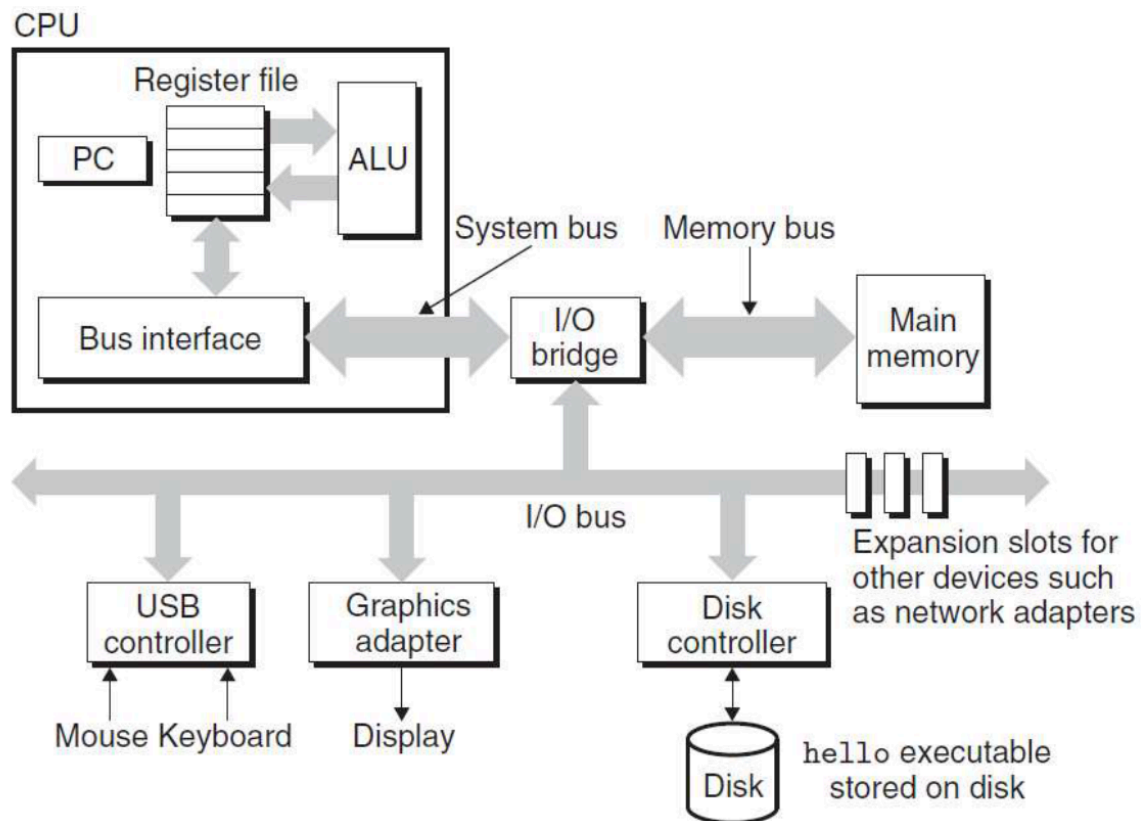 CPU
Register file
PC
ALU
System bus
Memory bus
Bus interface
I/O
bridge
Main
memory
I/O bus
Expansion slots for
other devices such
as network adapters
USB
controller
Graphics
adapter
Disk
controller
Mouse Keyboard
Display
Disk
hello executable
stored on disk